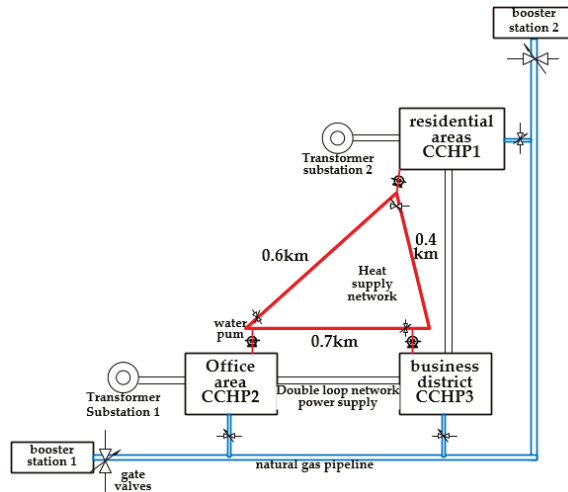 booster
station 2
residential
areas
CCHP1
Transformer
substation 2
0.6km
0.4
km
Heat
supply
network
water
pum
0.7km
Office
area
CCHP2
Double loop network
power supply
business
district
CCHP3
Transformer
Substation 1
booster
station 1
gate
valves
natural gas pipeline